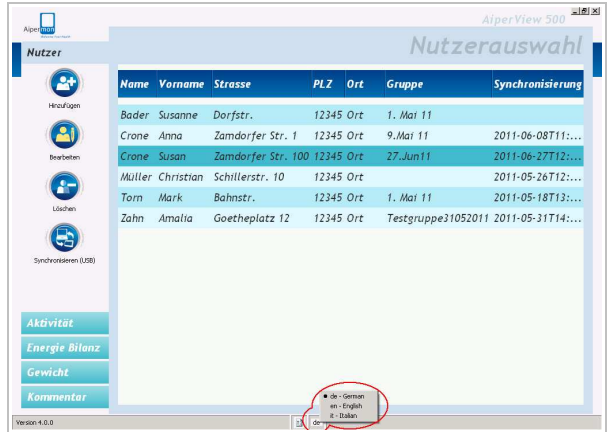 Aipermon
AiperView 500
Nutzer
Nutzerauswahl
Hinzufügen
Bearbeiten
Löschen
Synchronisieren (USB)
Name Vorname Strasse PLZ Ort Gruppe Synchronisierung
Bader Susanne Dorfstr. 12345 Ort 1. Mai 11
Crone Anna Zamdorfer Str. 1 12345 Ort 9.Mai 11 2011-06-08T11:...
Crone Susan Zamdorfer Str. 100 12345 Ort 27.Jun11 2011-06-27T12:...
Müller Christian Schillerstr. 10 12345 Ort 2011-05-26T12:...
Torn Mark Bahnstr. 12345 Ort 1. Mai 11 2011-05-18T13:...
Zahn Amalia Goetheplatz 12 12345 Ort Testgruppe31052011 2011-05-31T14:...
Aktivität
Energie Bilanz
Gewicht
Kommentar
de - German
en - English
it - Italian
Version 4.0.0
de